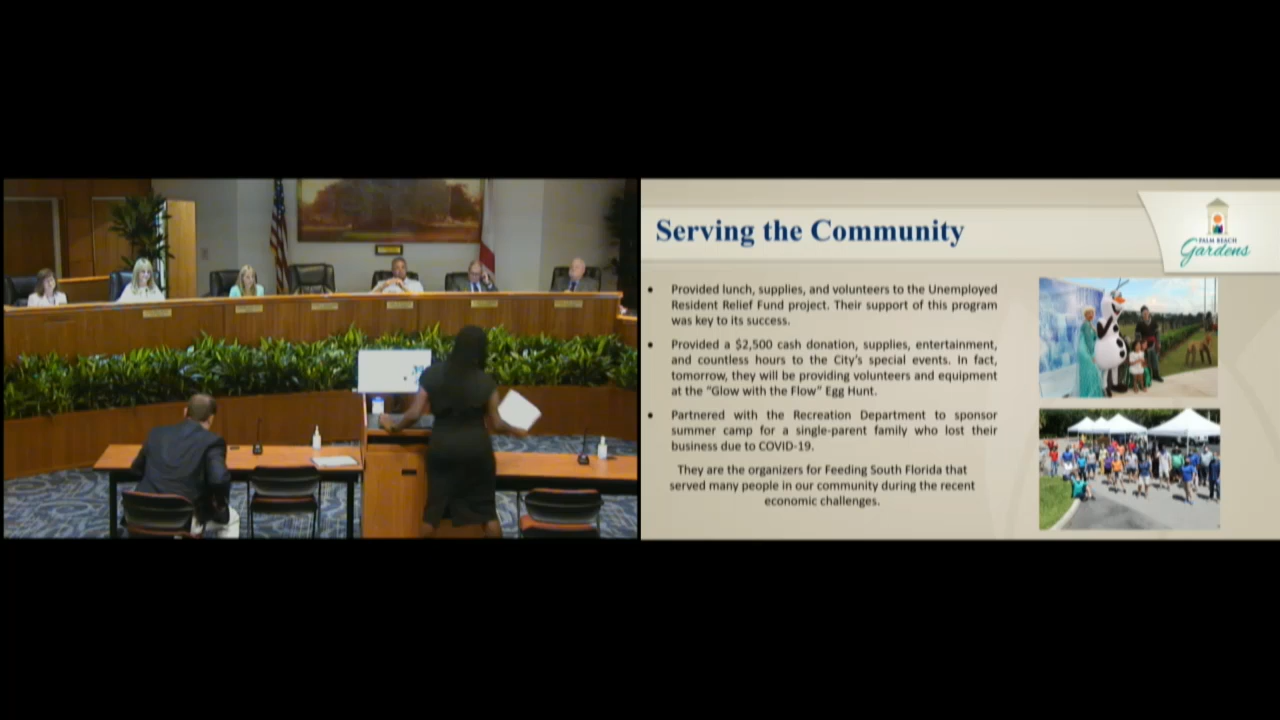 Serving the Community
PALM BEACH
Gardens
• Provided lunch, supplies, and volunteers to the Unemployed
Resident Relief Fund project. Their support of this program
was key to its success.
• Provided a $2,500 cash donation, supplies, entertainment,
and countless hours to the City's special events. In fact,
tomorrow, they will be providing volunteers and equipment
at the "Glow with the Flow" Egg Hunt.
• Partnered with the Recreation Department to sponsor
summer camp for a single-parent family who lost their
business due to COVID-19.
They are the organizers for Feeding South Florida that
served many people in our community during the recent
economic challenges.